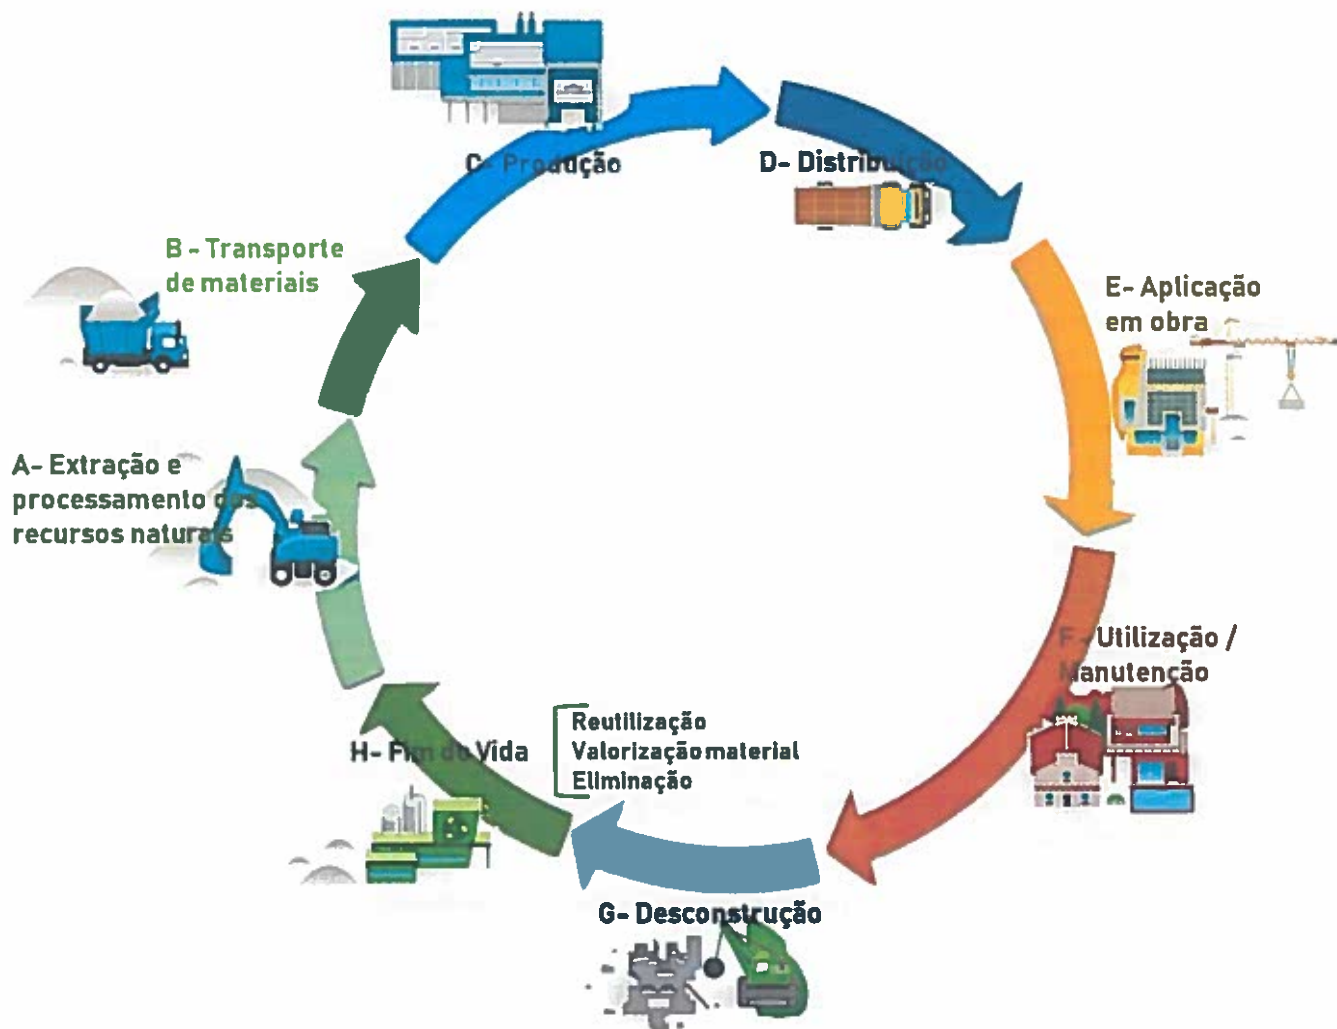 C- Produção
D- Distribuição
B - Transporte
de materiais
E- Aplicação
em obra
A- Extração e
processamento dos
recursos naturais
F - Utilização /
Manutenção
H- Fim de Vida
Reutilização
Valorização material
Eliminação
G- Desconstrução